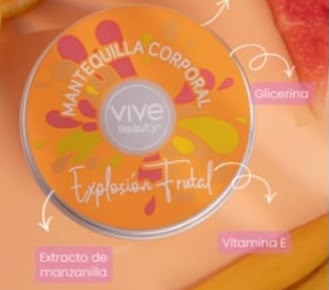 MANTEQUILLA CORPORAL
vive
Beauty
Explosión Frutal
Glicerina
Vitamina E
Extracto de
manzanilla